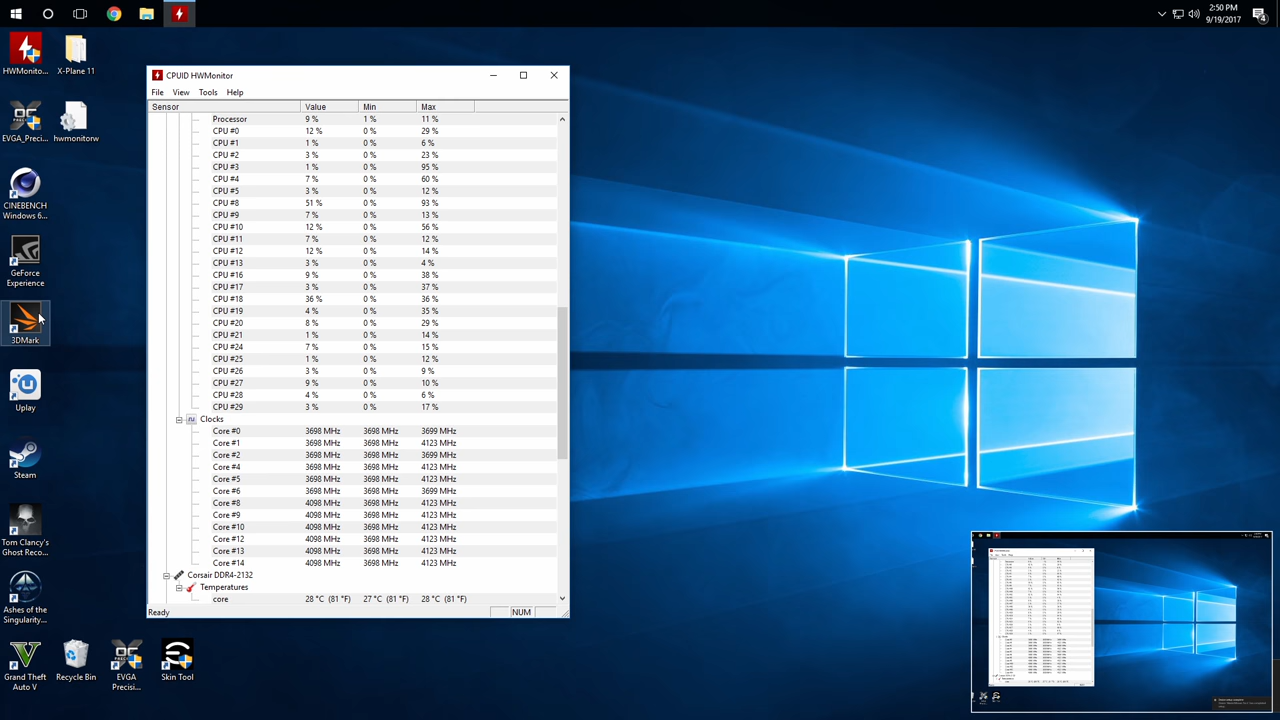 2:50 PM
9/19/2017
4
HWMonito...
X-Plane 11
EVGA_Preci...
hwmonitorw
CINEBENCH
Windows 6...
GeForce
Experience
3DMark
Uplay
Steam
Tom Clancy's
Ghost Reco...
Ashes of the
Singularity...
Grand Theft
Auto V
Recycle Bin
EVGA
Preci...
Skin Tool
CPUID HWMonitor
File View Tools Help
Sensor Value Min Max
Processor 9 % 1 % 11 %
CPU #0 12 % 0 % 29 %
CPU #1 1 % 0 % 6 %
CPU #2 3 % 0 % 23 %
CPU #3 1 % 0 % 95 %
CPU #4 7 % 0 % 60 %
CPU #5 3 % 0 % 12 %
CPU #8 51 % 0 % 93 %
CPU #9 7 % 0 % 13 %
CPU #10 12 % 0 % 56 %
CPU #11 7 % 0 % 12 %
CPU #12 12 % 0 % 14 %
CPU #13 3 % 0 % 4 %
CPU #16 9 % 0 % 38 %
CPU #17 3 % 0 % 37 %
CPU #18 36 % 0 % 36 %
CPU #19 4 % 0 % 35 %
CPU #20 8 % 0 % 29 %
CPU #21 1 % 0 % 14 %
CPU #24 7 % 0 % 15 %
CPU #25 1 % 0 % 12 %
CPU #26 3 % 0 % 9 %
CPU #27 9 % 0 % 10 %
CPU #28 4 % 0 % 6 %
CPU #29 3 % 0 % 17 %
Clocks
Core #0 3698 MHz 3698 MHz 3699 MHz
Core #1 3698 MHz 3698 MHz 4123 MHz
Core #2 3698 MHz 3698 MHz 3699 MHz
Core #4 3698 MHz 3698 MHz 4123 MHz
Core #5 3698 MHz 3698 MHz 4123 MHz
Core #6 3698 MHz 3698 MHz 3699 MHz
Core #8 4098 MHz 3698 MHz 4123 MHz
Core #9 4098 MHz 3698 MHz 4123 MHz
Core #10 4098 MHz 3698 MHz 4123 MHz
Core #12 4098 MHz 3698 MHz 4123 MHz
Core #13 4098 MHz 3698 MHz 4123 MHz
Core #14 4098 MHz 3698 MHz 4123 MHz
Corsair DDR4-2132
Temperatures
core 28 °C (81 °F) 27 °C (81 °F) 28 °C (81 °F)
Ready NUM